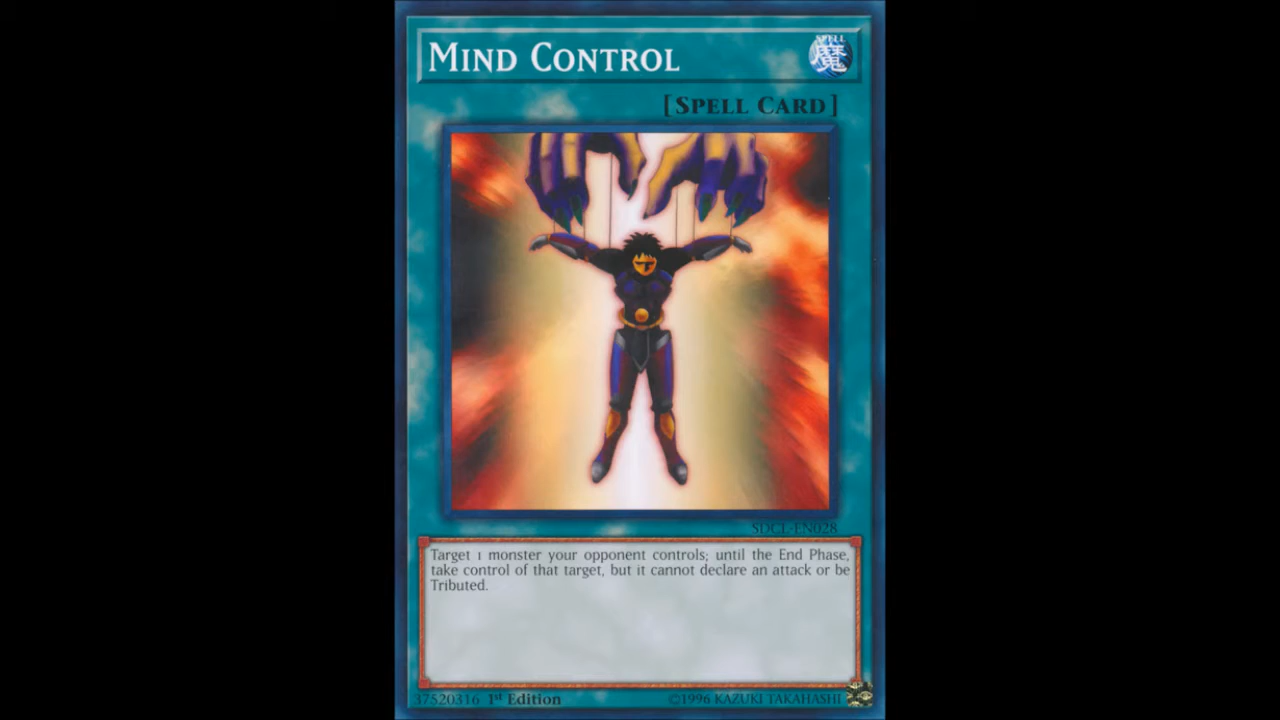 MIND CONTROL
SPELL
魔
[SPELL CARD]
SDCL-EN028
Target 1 monster your opponent controls; until the End Phase,
take control of that target, but it cannot declare an attack or be
Tributed.
37520316 1st Edition ©1996 KAZUKI TAKAHASHI